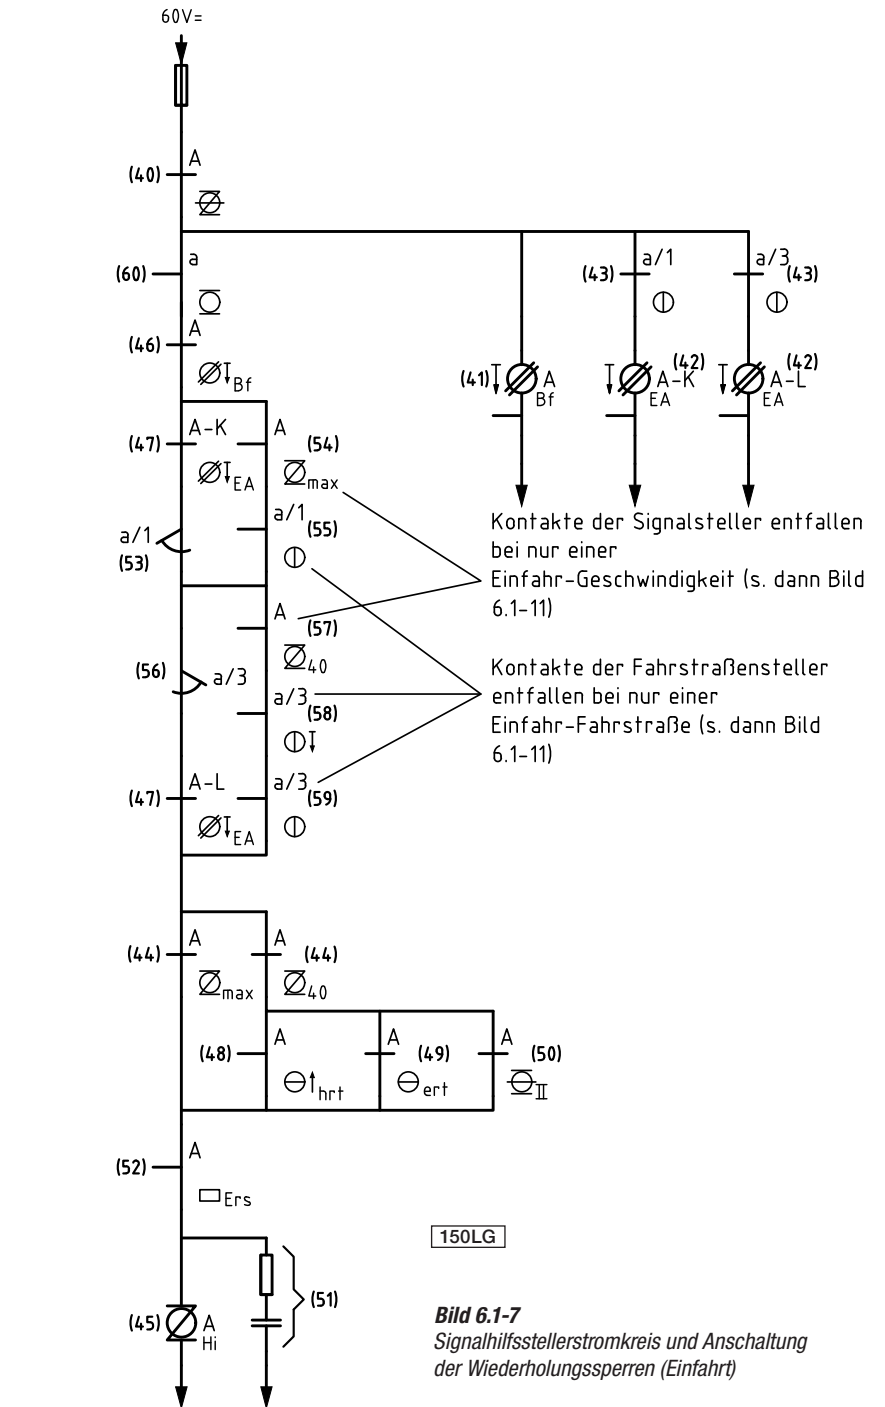 60V=
A
(40)
a
(60)
a/1
(43)
a/3
(43)
A
(46)
Bf
(41)
A
Bf
(42)
A-K
EA
(42)
A-L
EA
(47)
A-K
EA
A
(54)
max
a/1
(53)
a/1
(55)
Kontakte der Signalsteller entfallen
bei nur einer
Einfahr-Geschwindigkeit (s. dann Bild
6.1-11)
A
(57)
40
(56)
a/3
a/3
(58)
Kontakte der Fahrstraßensteller
entfallen bei nur einer
Einfahr-Fahrstraße (s. dann Bild
6.1-11)
(47)
A-L
EA
a/3
(59)
(44)
A
max
A
(44)
40
(48)
A
hrt
A
(49)
ert
A
(50)
II
(52)
A
Ers
150LG
(51)
(45)
A
Hi
Bild 6.1-7
Signalhilfsstellerstromkreis und Anschaltung
der Wiederholungssperren (Einfahrt)